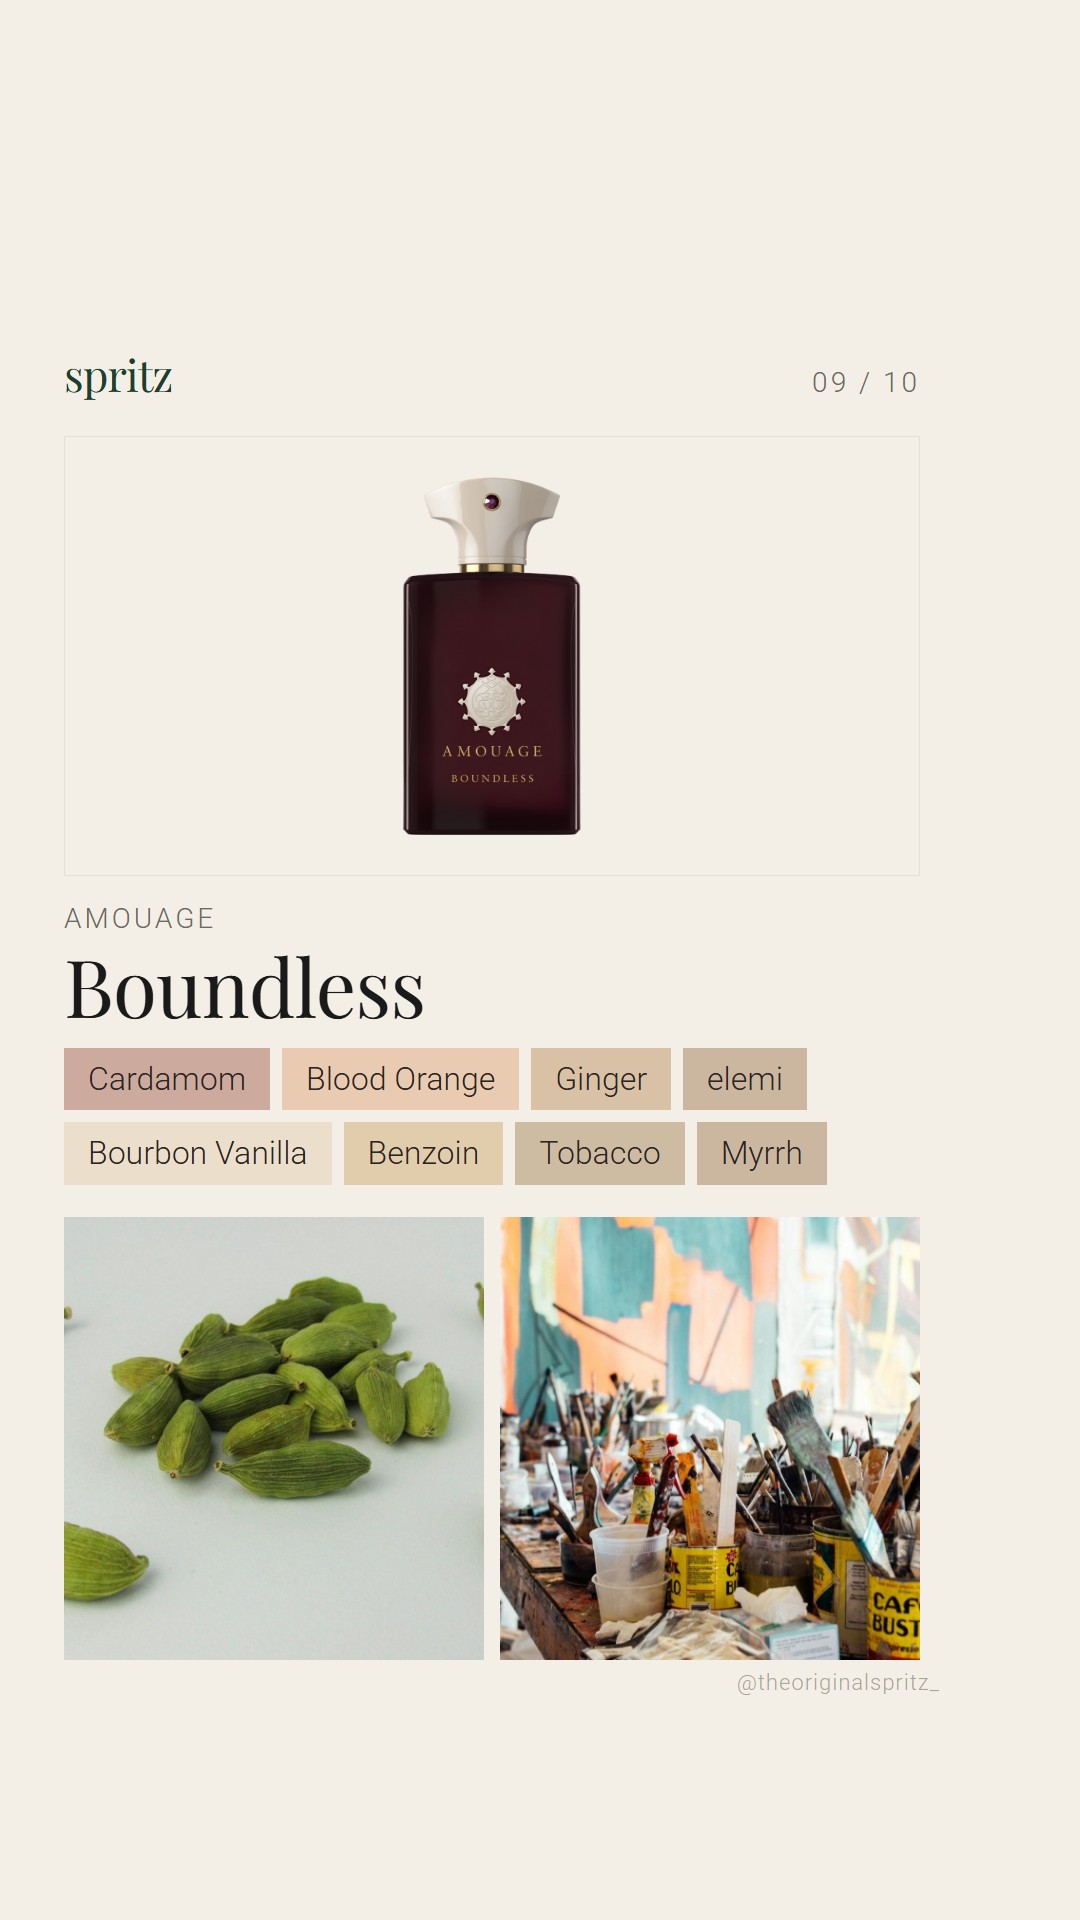 spritz
09 / 10
AMOUAGE
BOUNDLESS
AMOUAGE
Boundless
Cardamom Blood Orange Ginger elemi
Bourbon Vanilla Benzoin Tobacco Myrrh
CAF
BUST
@theoriginalspritz_